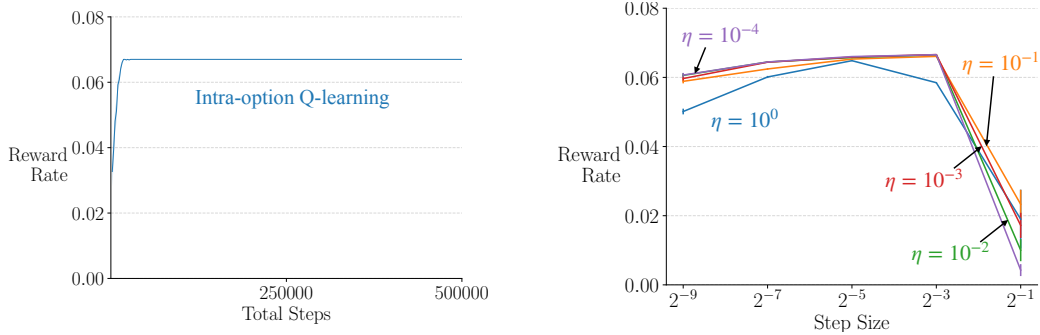 0.08
0.06
0.04
0.02
0.00
Reward
Rate
Intra-option Q-learning
250000
500000
Total Steps
0.08
0.06
0.04
0.02
0.00
Reward
Rate
η = 10⁻⁴
η = 10⁻¹
η = 10⁰
η = 10⁻³
η = 10⁻²
2⁻⁹
2⁻⁷
2⁻⁵
2⁻³
2⁻¹
Step Size